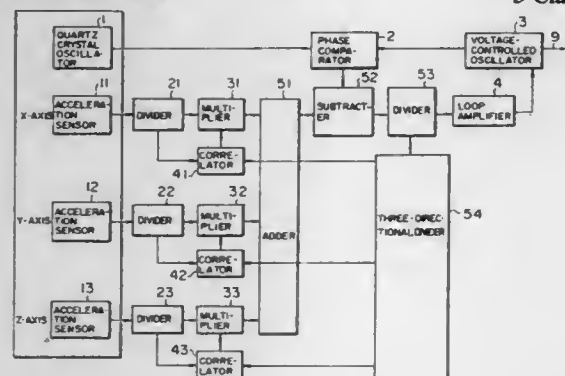 1
QUARTZ
CRYSTAL
OSCILLA-
TOR
2
PHASE
COMPA-
RATOR
3
VOLTAGE-
CONTROLLED
OSCILLATOR
9
X-AXIS
11
ACCELERA-
TION
SENSOR
21
DIVIDER
31
MULTI-
PLIER
41
CORRE-
LATOR
51
ADDER
52
SUBTRACT-
ER
53
DIVIDER
4
LOOP
AMPLIFIER
Y-AXIS
12
ACCELERA-
TION
SENSOR
22
DIVIDER
32
MULTI-
PLIER
42
CORRE-
LATOR
THREE-DIREC-
TIONALDIVIDER
54
Z-AXIS
13
ACCELERA-
TION
SENSOR
23
DIVIDER
33
MULTI-
PLIER
43
CORRE-
LATOR